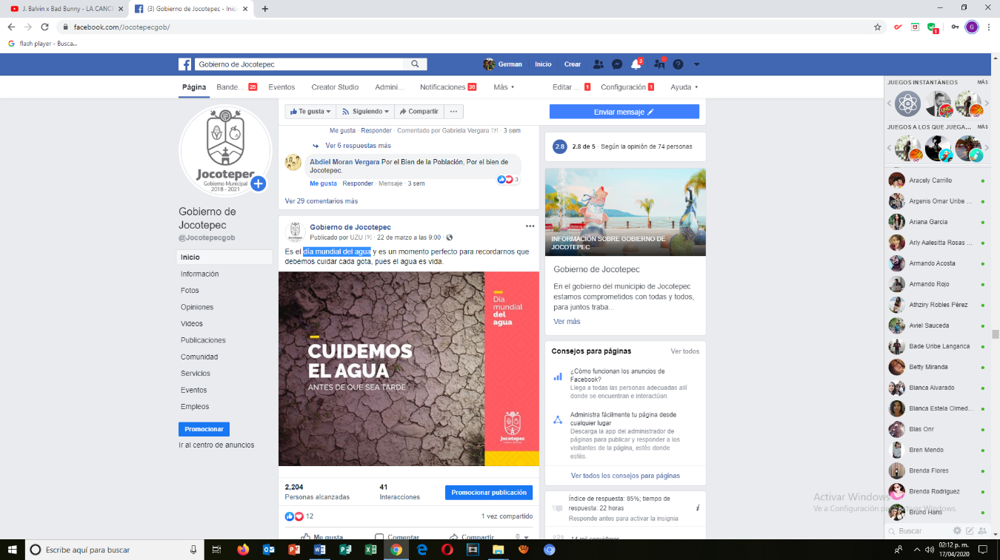 J. Balvin x Bad Bunny - LA CANCI
(3) Gobierno de Jocotepec - Inici
facebook.com/Jocotepecgob/
flash player - Busca...
Gobierno de Jocotepec
German
Inicio
Crear
3
Página
Bande... 26
Eventos
Creator Studio
Admini...
Notificaciones 36
Más
Editar ... 1
Configuración 1
Ayuda
Te gusta
Siguiendo
Compartir
Enviar mensaje
Jocotepec
Gobierno Municipal
2018 - 2021
Gobierno de
Jocotepec
@Jocotepecgob
Inicio
Información
Fotos
Opiniones
Videos
Publicaciones
Comunidad
Servicios
Eventos
Empleos
Promocionar
Ir al centro de anuncios
Me gusta · Responder · Comentado por Gabriela Vergara [?] · 3 sem
Ver 6 respuestas más
Abdiel Moran Vergara Por el Bien de la Población, Por el bien de
Jocotepec.
Me gusta · Responder · Mensaje · 3 sem
3
Ver 29 comentarios más
Gobierno de Jocotepec
Publicado por UZU [?] · 22 de marzo a las 9:00 ·
Es el día mundial del agua y es un momento perfecto para recordarnos que
debemos cuidar cada gota, pues el agua es vida.
CUIDEMOS
EL AGUA
ANTES DE QUE SEA TARDE
Día
mundial
del
agua
Jocotepec
2,204
Personas alcanzadas
41
Interacciones
Promocionar publicación
12
1 vez compartido
Me gusta
Comentar
Compartir
2.8
2.8 de 5 · Según la opinión de 74 personas
INFORMACIÓN SOBRE GOBIERNO DE
JOCOTEPEC
Gobierno de Jocotepec
En el gobierno del municipio de Jocotepec
estamos comprometidos con todas y todos,
para juntos traba...
Ver más
Consejos para páginas
Ver todos
¿Cómo funcionan los anuncios de
Facebook?
Llega a todas las personas adecuadas allí
donde se encuentran e interactúan
Administra fácilmente tu página desde
cualquier lugar
Descarga la app del administrador de
páginas para publicar y responder a los
visitantes de la página, estés donde
estés.
Ver todos los consejos para páginas
Índice de respuesta: 85%; tiempo de
respuesta: 22 horas
Responde antes para activar la insignia
14 mil seguidores
JUEGOS INSTANTÁNEOS
MÁS
JUEGOS A LOS QUE JUEGA...
MÁS
Aracely Carrillo
Argenis Omar Uribe ...
Ariana Garcia
Arly Aalesitta Rosas ...
Armando Acosta
Armando Rojo
Athziry Robles Pérez
Aviel Sauceda
Bade Uribe Langarica
Betty Miranda
Blanca Alvarado
Blanca Estela Olmed...
Blas Onr
Bren Mendo
Brenda Flores
Brenda Rodriguez
Bruno Hans
Buscar
Activar Windows
Ve a Configuración para activar Windows.
Escribe aquí para buscar
02:12 p. m.
17/04/2020